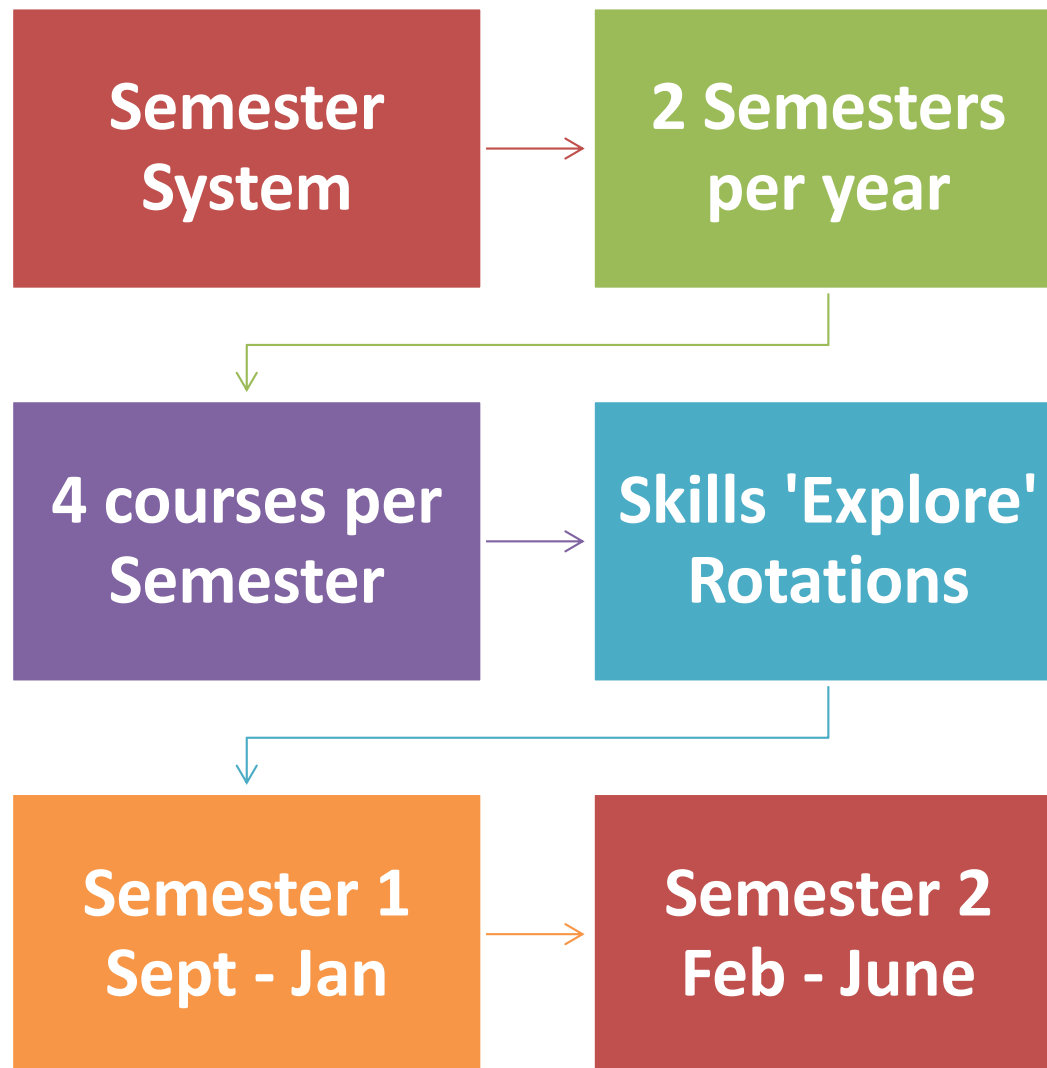 Semester
System
2 Semesters
per year
4 courses per
Semester
Skills 'Explore'
Rotations
Semester 1
Sept - Jan
Semester 2
Feb - June